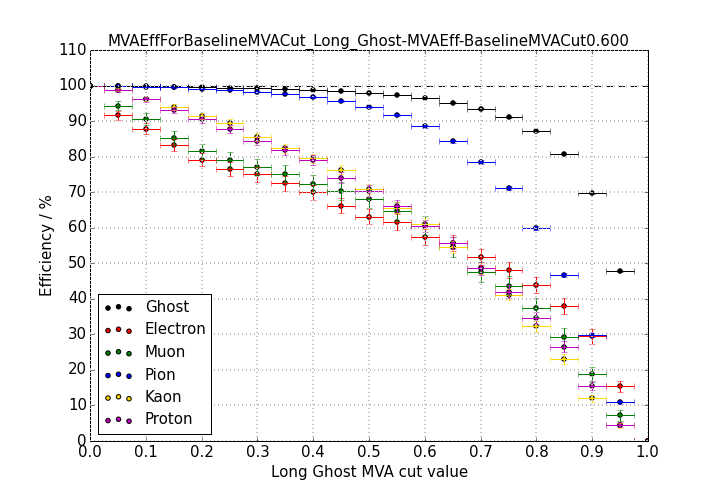 MVAEffForBaselineMVACut_Long_Ghost-MVAEff-BaselineMVACut0.600
110
100
90
80
70
60
50
40
30
20
10
0
Efficiency / %
Ghost
Electron
Muon
Pion
Kaon
Proton
0.0 0.1 0.2 0.3 0.4 0.5 0.6 0.7 0.8 0.9 1.0
Long Ghost MVA cut value